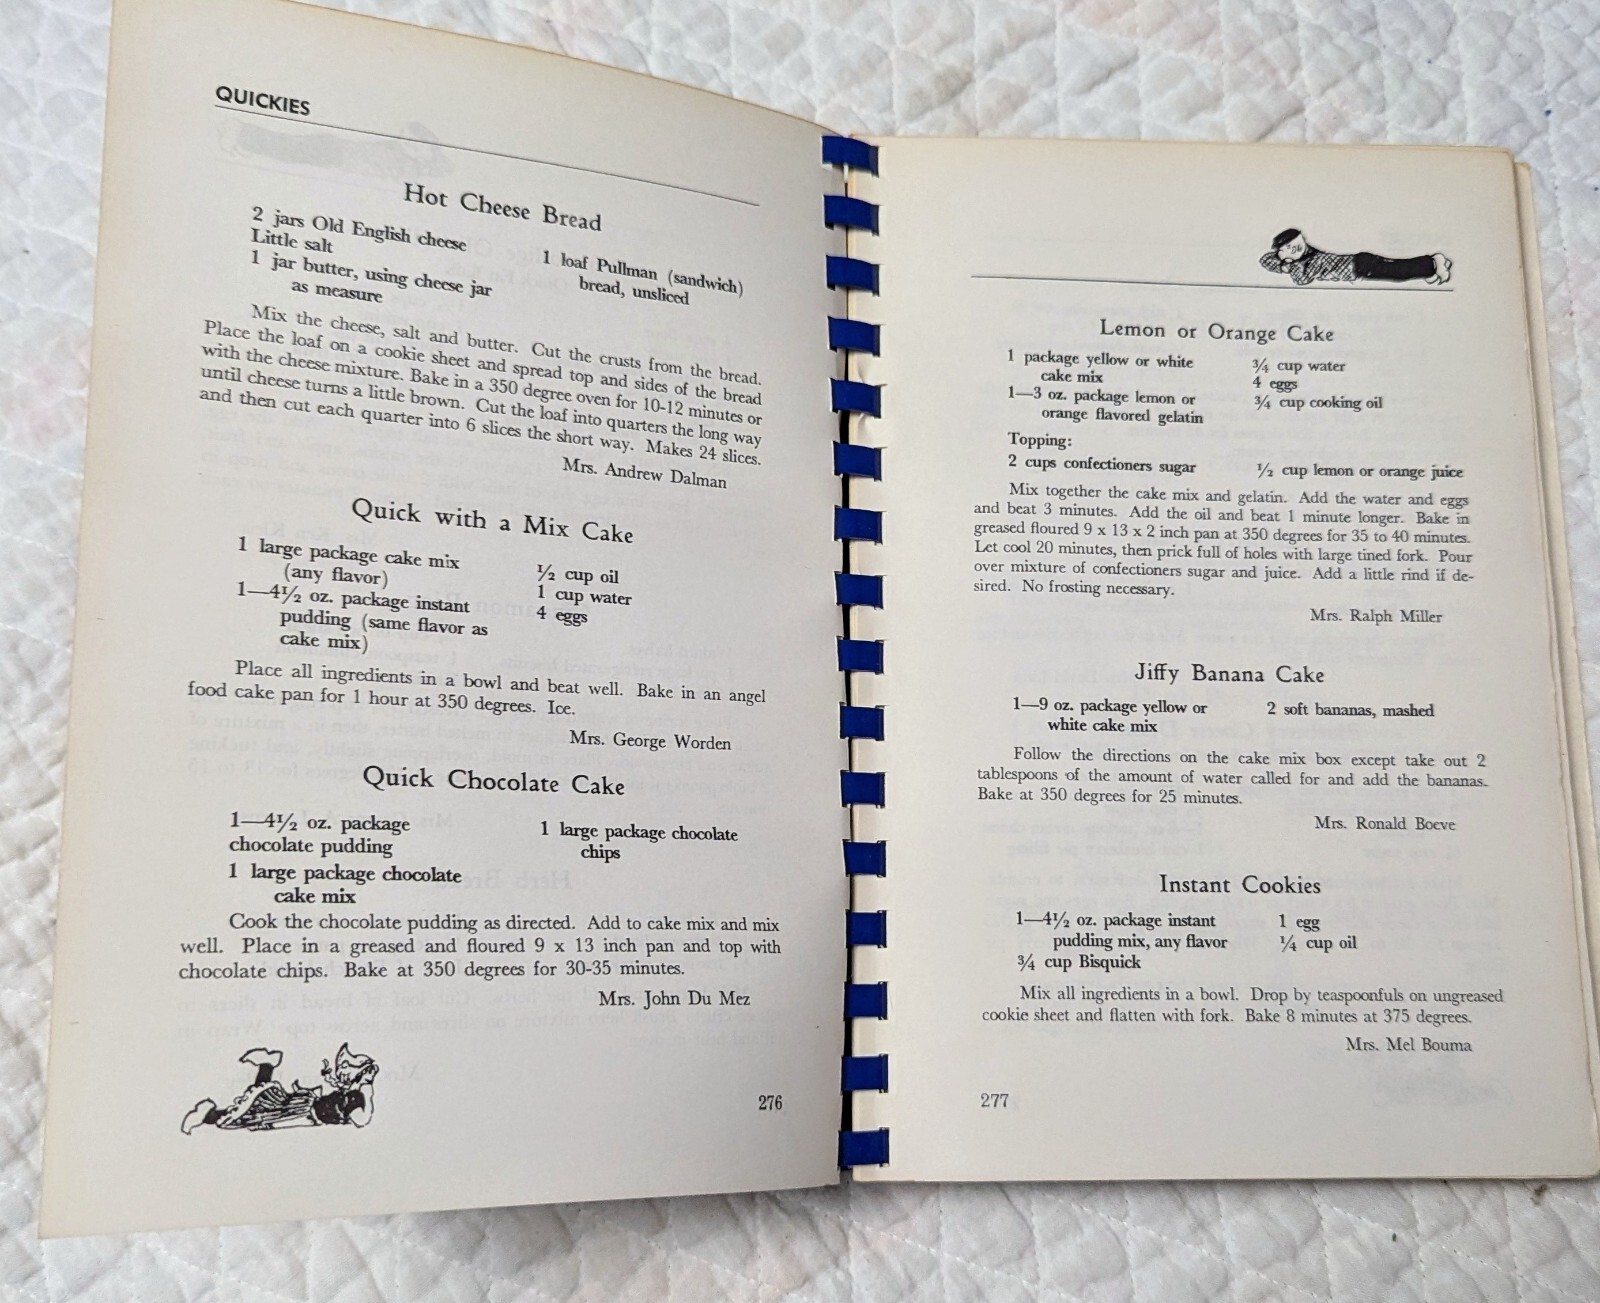 QUICKIES
Hot Cheese Bread
2 jars Old English cheese
Little salt
1 jar butter, using cheese jar
as measure
1 loaf Pullman (sandwich)
bread, unsliced
Mix the cheese, salt and butter. Cut the crusts from the bread.
Place the loaf on a cookie sheet and spread top and sides of the bread
with the cheese mixture. Bake in a 350 degree oven for 10-12 minutes or
until cheese turns a little brown. Cut the loaf into quarters the long way
and then cut each quarter into 6 slices the short way. Makes 24 slices.
Mrs. Andrew Dalman
Quick with a Mix Cake
1 large package cake mix
(any flavor)
1—4½ oz. package instant
pudding (same flavor as
cake mix)
½ cup oil
1 cup water
4 eggs
Place all ingredients in a bowl and beat well. Bake in an angel
food cake pan for 1 hour at 350 degrees. Ice.
Mrs. George Worden
Quick Chocolate Cake
1—4½ oz. package
chocolate pudding
1 large package chocolate
cake mix
1 large package chocolate
chips
Cook the chocolate pudding as directed. Add to cake mix and mix
well. Place in a greased and floured 9 x 13 inch pan and top with
chocolate chips. Bake at 350 degrees for 30-35 minutes.
Mrs. John Du Mez
276
Lemon or Orange Cake
1 package yellow or white
cake mix
1—3 oz. package lemon or
orange flavored gelatin
¾ cup water
4 eggs
¾ cup cooking oil
Topping:
2 cups confectioners sugar
½ cup lemon or orange juice
Mix together the cake mix and gelatin. Add the water and eggs
and beat 3 minutes. Add the oil and beat 1 minute longer. Bake in
greased floured 9 x 13 x 2 inch pan at 350 degrees for 35 to 40 minutes.
Let cool 20 minutes, then prick full of holes with large tined fork. Pour
over mixture of confectioners sugar and juice. Add a little rind if de-
sired. No frosting necessary.
Mrs. Ralph Miller
Jiffy Banana Cake
1—9 oz. package yellow or
white cake mix
2 soft bananas, mashed
Follow the directions on the cake mix box except take out 2
tablespoons of the amount of water called for and add the bananas.
Bake at 350 degrees for 25 minutes.
Mrs. Ronald Boeve
Instant Cookies
1—4½ oz. package instant
pudding mix, any flavor
¾ cup Bisquick
1 egg
¼ cup oil
Mix all ingredients in a bowl. Drop by teaspoonfuls on ungreased
cookie sheet and flatten with fork. Bake 8 minutes at 375 degrees.
Mrs. Mel Bouma
277